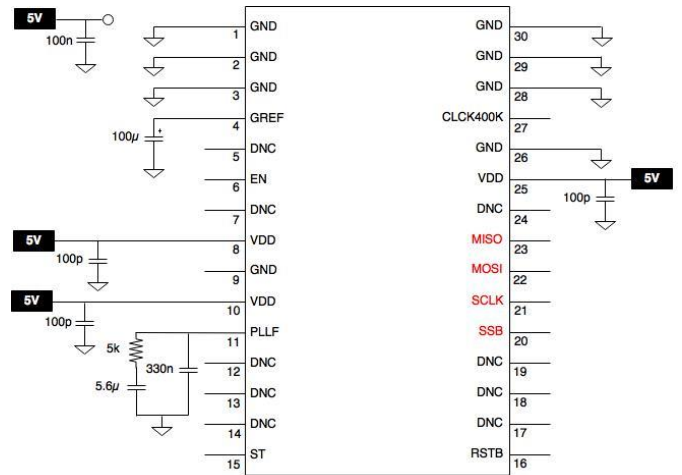 5V
100n
GND
1
GND
2
GND
3
GREF
4
100µ
+
DNC
5
EN
6
DNC
7
5V
VDD
8
100p
GND
9
5V
VDD
10
100p
PLLF
11
5k
330n
5.6µ
DNC
12
DNC
13
DNC
14
ST
15
GND
30
GND
29
GND
28
CLCK400K
27
GND
26
VDD
25
5V
100p
DNC
24
MISO
23
MOSI
22
SCLK
21
SSB
20
DNC
19
DNC
18
DNC
17
RSTB
16